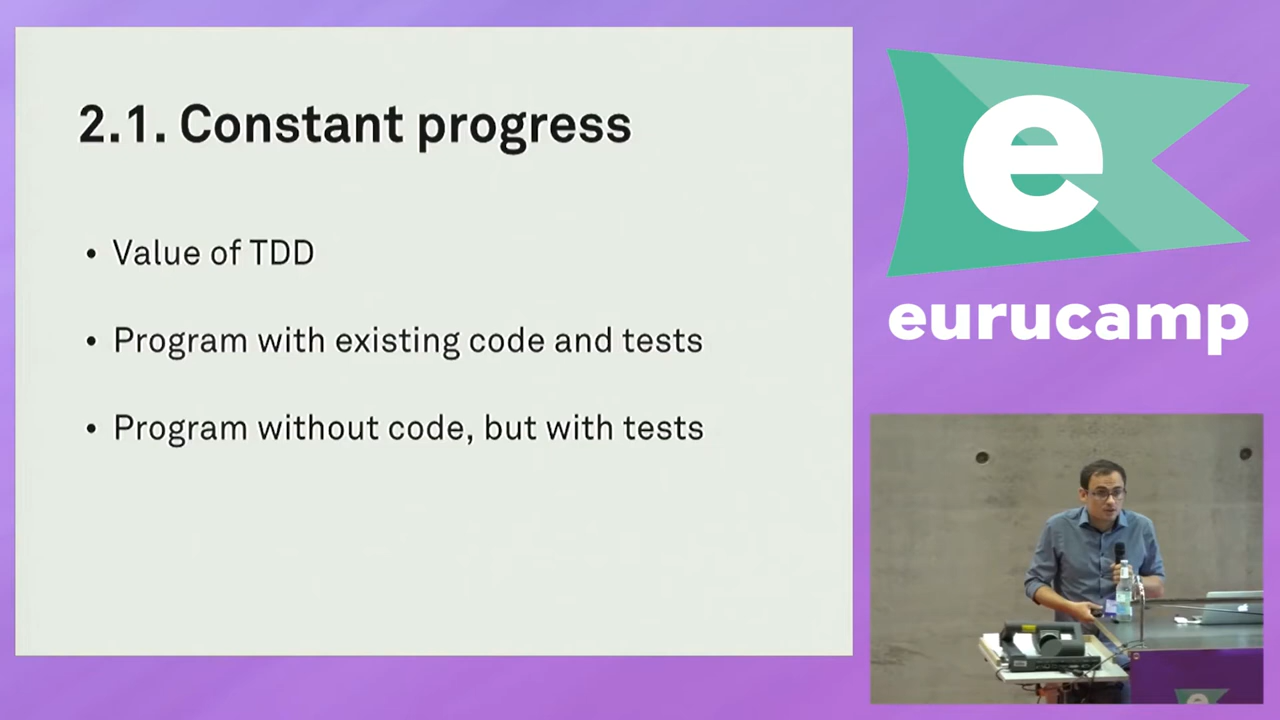 2.1. Constant progress
• Value of TDD
• Program with existing code and tests
• Program without code, but with tests
e
eurucamp
e